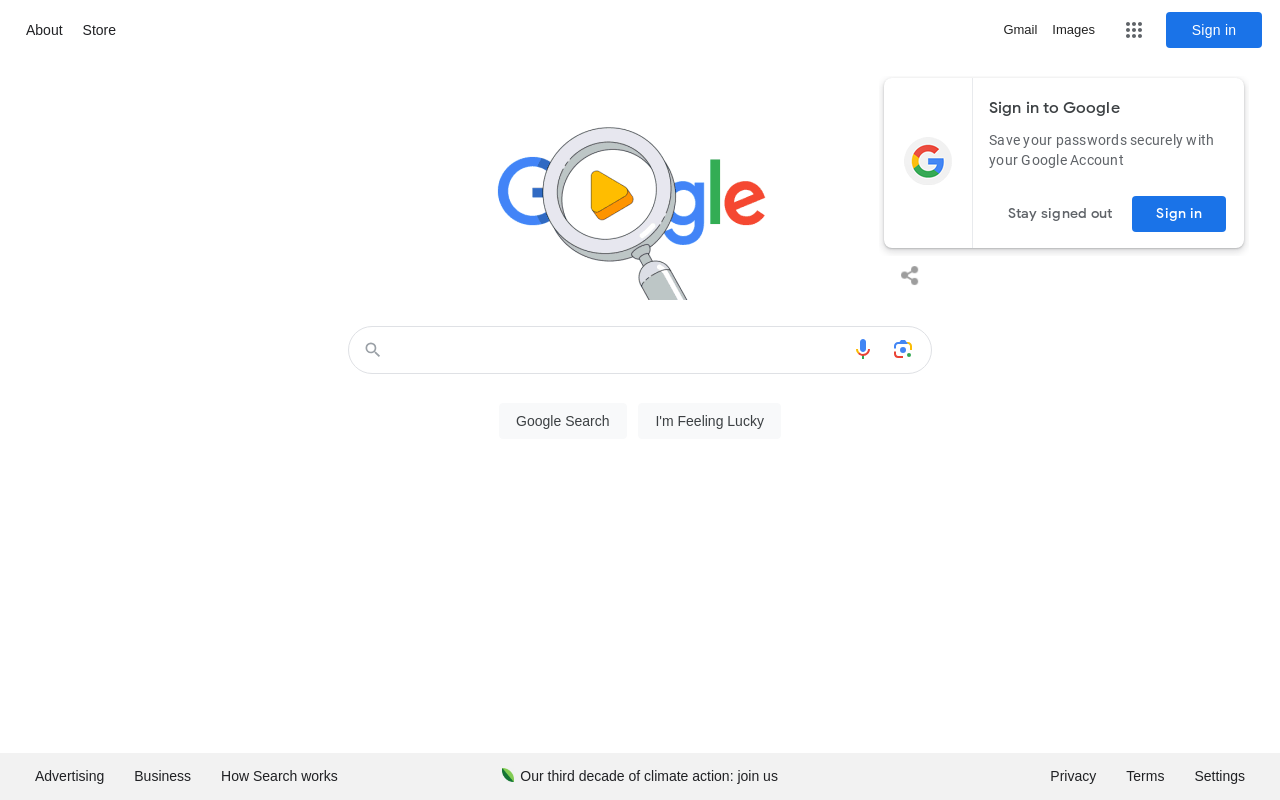 About Store
Gmail Images Sign in
Sign in to Google
Save your passwords securely with
your Google Account
Stay signed out Sign in
G gle
Google Search I'm Feeling Lucky
Advertising Business How Search works
Our third decade of climate action: join us
Privacy Terms Settings